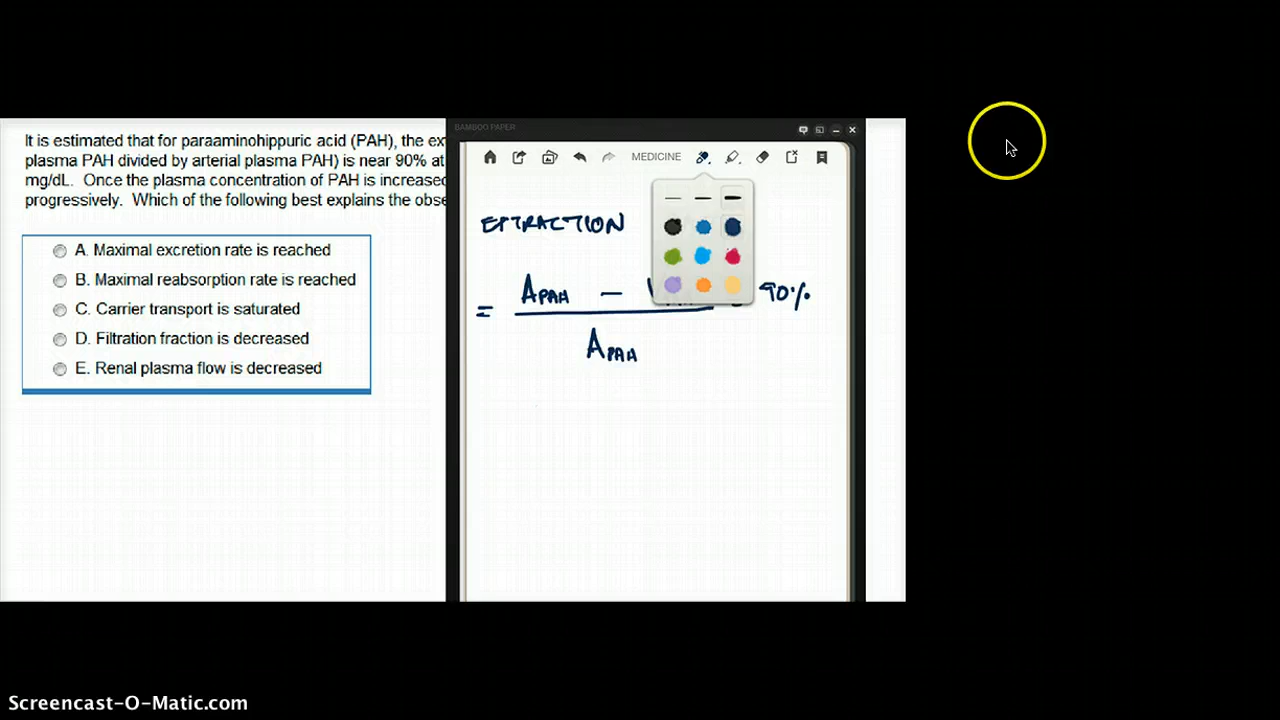 It is estimated that for paraaminohippuric acid (PAH), the
plasma PAH divided by arterial plasma PAH) is near 90% at
mg/dL. Once the plasma concentration of PAH is increased
progressively. Which of the following best explains the
A. Maximal excretion rate is reached
B. Maximal reabsorption rate is reached
C. Carrier transport is saturated
D. Filtration fraction is decreased
E. Renal plasma flow is decreased
BAMBOO PAPER
MEDICINE
EXTRACTION
= APAH - 90%
APAH
Screencast-O-Matic.com